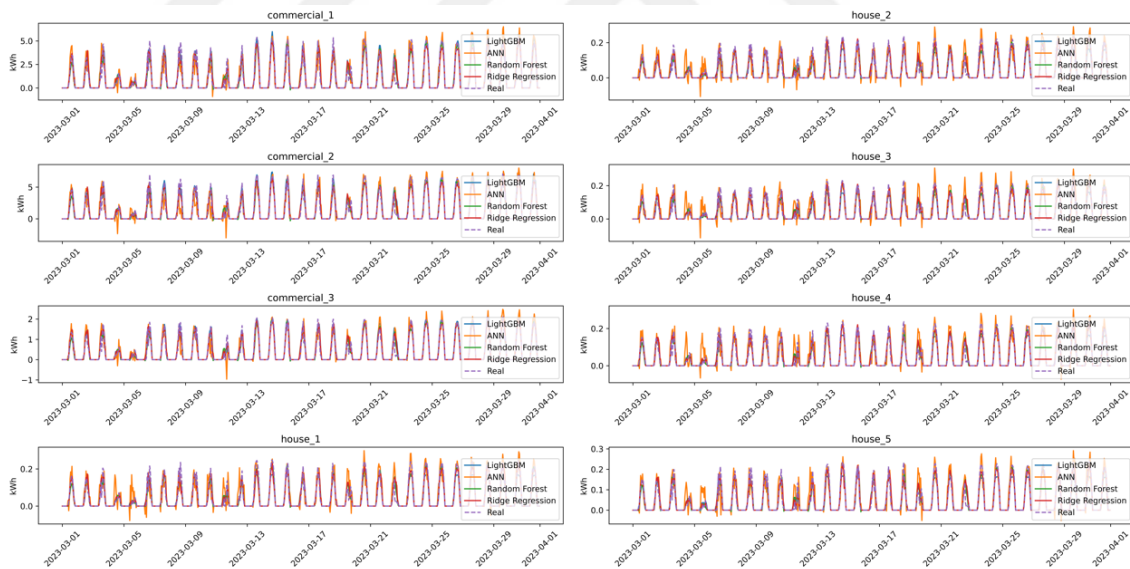 commercial_1
kWh
5.0
2.5
0.0
LightGBM
ANN
Random Forest
Ridge Regression
Real
2023-03-01
2023-03-05
2023-03-09
2023-03-13
2023-03-17
2023-03-21
2023-03-25
2023-03-29
2023-04-01
house_2
kWh
0.2
0.0
LightGBM
ANN
Random Forest
Ridge Regression
Real
2023-03-01
2023-03-05
2023-03-09
2023-03-13
2023-03-17
2023-03-21
2023-03-25
2023-03-29
2023-04-01
commercial_2
kWh
5
0
LightGBM
ANN
Random Forest
Ridge Regression
Real
2023-03-01
2023-03-05
2023-03-09
2023-03-13
2023-03-17
2023-03-21
2023-03-25
2023-03-29
2023-04-01
house_3
kWh
0.2
0.0
LightGBM
ANN
Random Forest
Ridge Regression
Real
2023-03-01
2023-03-05
2023-03-09
2023-03-13
2023-03-17
2023-03-21
2023-03-25
2023-03-29
2023-04-01
commercial_3
kWh
2
1
0
−1
LightGBM
ANN
Random Forest
Ridge Regression
Real
2023-03-01
2023-03-05
2023-03-09
2023-03-13
2023-03-17
2023-03-21
2023-03-25
2023-03-29
2023-04-01
house_4
kWh
0.2
0.0
LightGBM
ANN
Random Forest
Ridge Regression
Real
2023-03-01
2023-03-05
2023-03-09
2023-03-13
2023-03-17
2023-03-21
2023-03-25
2023-03-29
2023-04-01
house_1
kWh
0.2
0.0
LightGBM
ANN
Random Forest
Ridge Regression
Real
2023-03-01
2023-03-05
2023-03-09
2023-03-13
2023-03-17
2023-03-21
2023-03-25
2023-03-29
2023-04-01
house_5
kWh
0.3
0.2
0.1
0.0
LightGBM
ANN
Random Forest
Ridge Regression
Real
2023-03-01
2023-03-05
2023-03-09
2023-03-13
2023-03-17
2023-03-21
2023-03-25
2023-03-29
2023-04-01